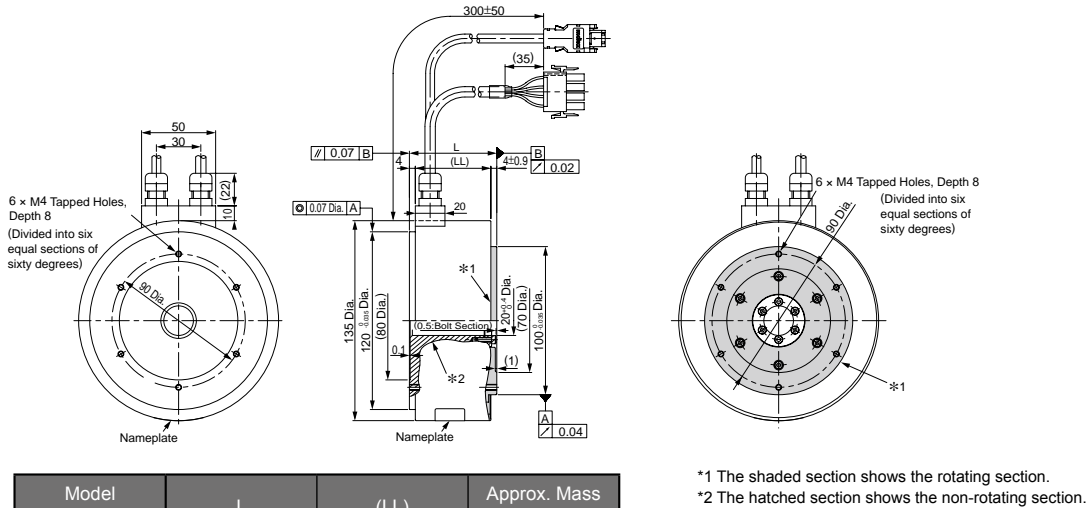 300±50
(35)
50
30
(22)
10
6 × M4 Tapped Holes,
Depth 8
(Divided into six
equal sections of
sixty degrees)
90 Dia.
Nameplate
// 0.07 B
L
B
4
(LL)
4±0.9
↗ 0.02
20
◎ 0.07 Dia. A
135 Dia.
120 -0.035 Dia.
(80 Dia.)
*1
(0.5:Bolt Section)
0.1
*2
(1)
(70 Dia.)
A
↗ 0.04
Nameplate
6 × M4 Tapped Holes, Depth 8
(Divided into six
equal sections of
sixty degrees)
90 Dia.
*1
Model
L
(LL)
Approx. Mass
*1 The shaded section shows the rotating section.
*2 The hatched section shows the non-rotating section.